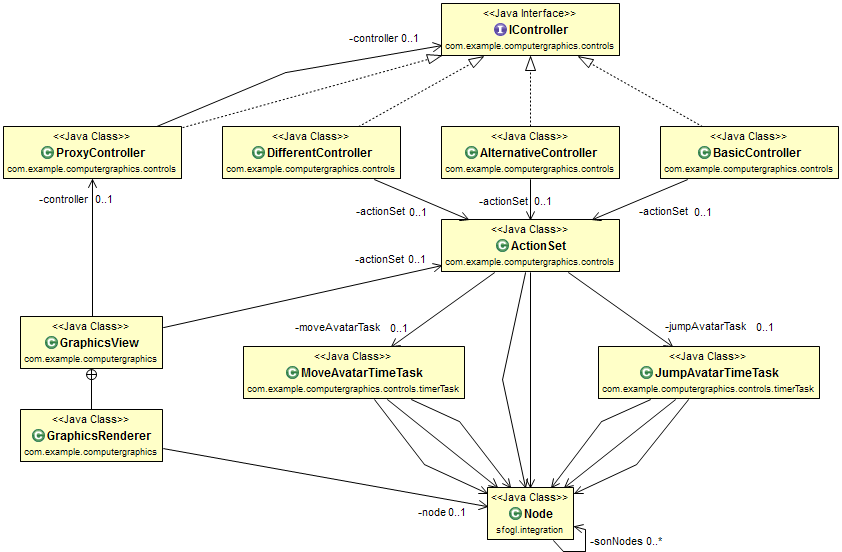 <<Java Interface>>
IController
com.example.computergraphics.controls
-controller 0..1
<<Java Class>>
ProxyController
com.example.computergraphics.controls
<<Java Class>>
DifferentController
com.example.computergraphics.controls
<<Java Class>>
AlternativeController
com.example.computergraphics.controls
<<Java Class>>
BasicController
com.example.computergraphics.controls
-controller 0..1
-actionSet 0..1
-actionSet 0..1
-actionSet 0..1
<<Java Class>>
ActionSet
com.example.computergraphics.controls
-actionSet 0..1
<<Java Class>>
GraphicsView
com.example.computergraphics
-moveAvatarTask 0..1
-jumpAvatarTask 0..1
<<Java Class>>
MoveAvatarTimeTask
com.example.computergraphics.controls.timerTask
<<Java Class>>
JumpAvatarTimeTask
com.example.computergraphics.controls.timerTask
<<Java Class>>
GraphicsRenderer
com.example.computergraphics
-node 0..1
<<Java Class>>
Node
sfogl.integration
-sonNodes 0..*